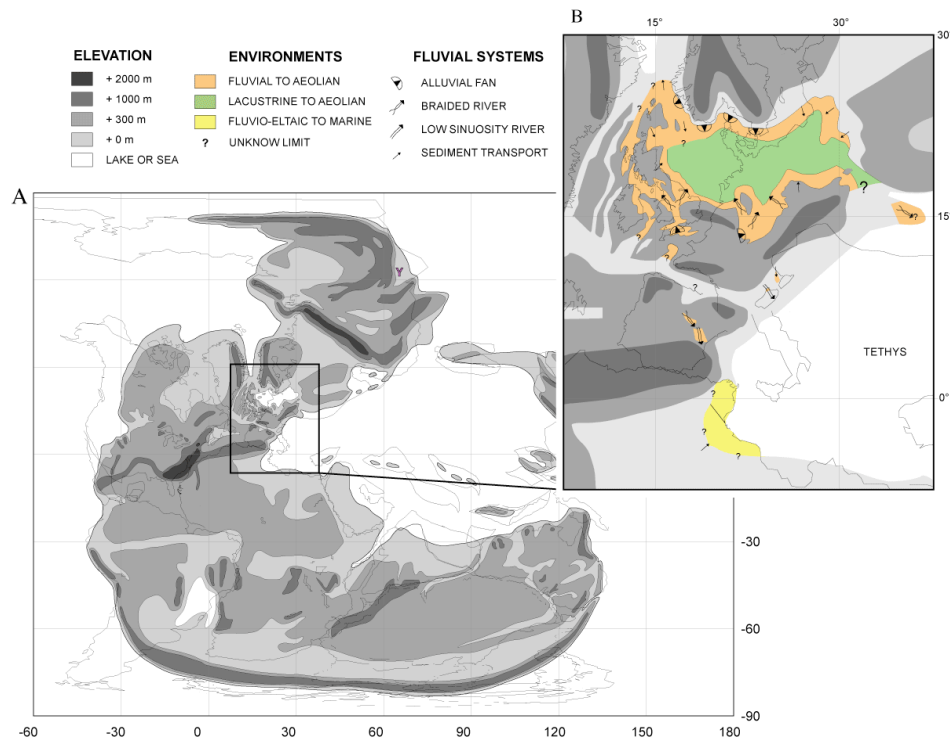 B
15°
30°
30
ELEVATION
+ 2000 m
+ 1000 m
+ 300 m
+ 0 m
LAKE OR SEA
ENVIRONMENTS
FLUVIAL TO AEOLIAN
LACUSTRINE TO AEOLIAN
FLUVIO-ELTAIC TO MARINE
? UNKNOW LIMIT
FLUVIAL SYSTEMS
ALLUVIAL FAN
BRAIDED RIVER
LOW SINUOSITY RIVER
SEDIMENT TRANSPORT
?
?
?
?
?
15°
?
?
?
?
TETHYS
?
0°
?
?
?
A
Y
-30
-60
-90
-60
-30
0
30
60
90
120
150
180